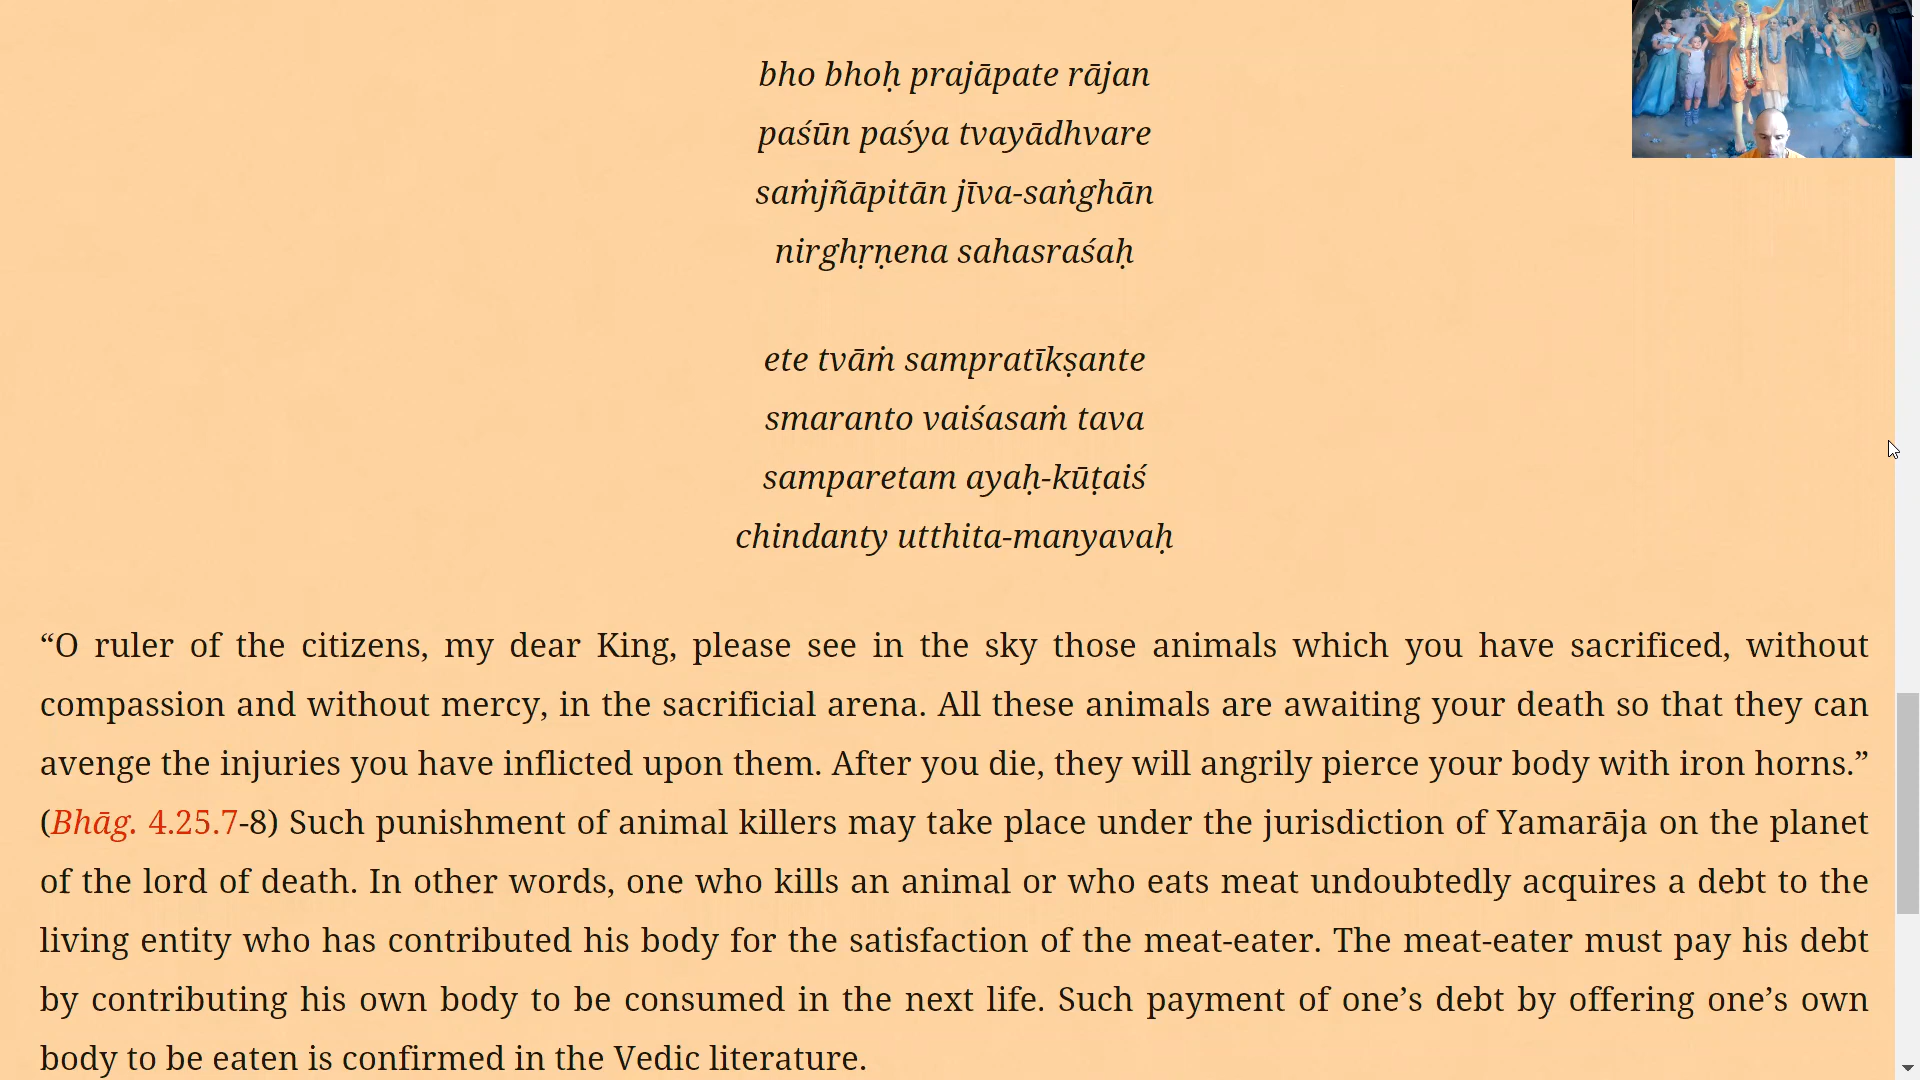 bho bhoḥ prajāpate rājan
paśūn paśya tvayādhvare
saṁjñāpitān jīva-saṅghān
nirghṛṇena sahasraśaḥ
ete tvāṁ sampratīkṣante
smaranto vaiśasaṁ tava
samparetam ayaḥ-kūṭaiś
chindanty utthita-manyavaḥ
“O ruler of the citizens, my dear King, please see in the sky those animals which you have sacrificed, without
compassion and without mercy, in the sacrificial arena. All these animals are awaiting your death so that they can
avenge the injuries you have inflicted upon them. After you die, they will angrily pierce your body with iron horns.”
(Bhāg. 4.25.7-8) Such punishment of animal killers may take place under the jurisdiction of Yamarāja on the planet
of the lord of death. In other words, one who kills an animal or who eats meat undoubtedly acquires a debt to the
living entity who has contributed his body for the satisfaction of the meat-eater. The meat-eater must pay his debt
by contributing his own body to be consumed in the next life. Such payment of one’s debt by offering one’s own
body to be eaten is confirmed in the Vedic literature.